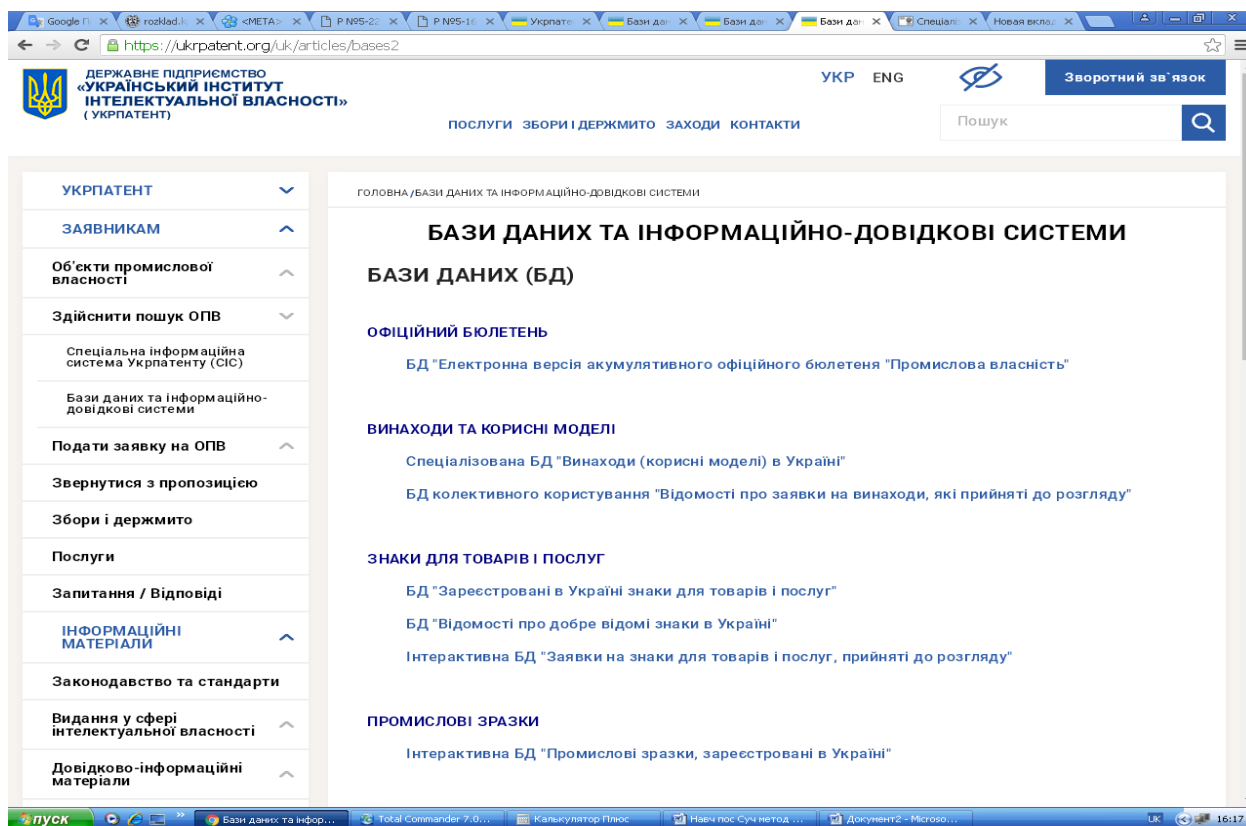 Google П
rozklad.k
<META>
P №95-22
P №95-16
Укрпате
Бази дан
Бази дан
Бази дан
Спеціалі
Новая вклад
https://ukrpatent.org/uk/articles/bases2
ДЕРЖАВНЕ ПІДПРИЄМСТВО
«УКРАЇНСЬКИЙ ІНСТИТУТ
ІНТЕЛЕКТУАЛЬНОЇ ВЛАСНОСТІ»
( УКРПАТЕНТ)
УКР ENG
Зворотний зв`язок
ПОСЛУГИ ЗБОРИ І ДЕРЖМИТО ЗАХОДИ КОНТАКТИ
Пошук
УКРПАТЕНТ
ЗАЯВНИКАМ
Об'єкти промислової
власності
Здійснити пошук ОПВ
Спеціальна інформаційна
система Укрпатенту (СІС)
Бази даних та інформаційно-
довідкові системи
Подати заявку на ОПВ
Звернутися з пропозицією
Збори і держмито
Послуги
Запитання / Відповіді
ІНФОРМАЦІЙНІ
МАТЕРІАЛИ
Законодавство та стандарти
Видання у сфері
інтелектуальної власності
Довідково-інформаційні
матеріали
ГОЛОВНА /БАЗИ ДАНИХ ТА ІНФОРМАЦІЙНО-ДОВІДКОВІ СИСТЕМИ
БАЗИ ДАНИХ ТА ІНФОРМАЦІЙНО-ДОВІДКОВІ СИСТЕМИ
БАЗИ ДАНИХ (БД)
ОФІЦІЙНИЙ БЮЛЕТЕНЬ
БД "Електронна версія акумулятивного офіційного бюлетеня "Промислова власність"
ВИНАХОДИ ТА КОРИСНІ МОДЕЛІ
Спеціалізована БД "Винаходи (корисні моделі) в Україні"
БД колективного користування "Відомості про заявки на винаходи, які прийняті до розгляду"
ЗНАКИ ДЛЯ ТОВАРІВ І ПОСЛУГ
БД "Зареєстровані в Україні знаки для товарів і послуг"
БД "Відомості про добре відомі знаки в Україні"
Інтерактивна БД "Заявки на знаки для товарів і послуг, прийняті до розгляду"
ПРОМИСЛОВІ ЗРАЗКИ
Інтерактивна БД "Промислові зразки, зареєстровані в Україні"
пуск
Бази даних та інфор...
Total Commander 7.0...
Калькулятор Плюс
Навч пос Суч метод ...
Документ2 - Microso...
UK
16:17